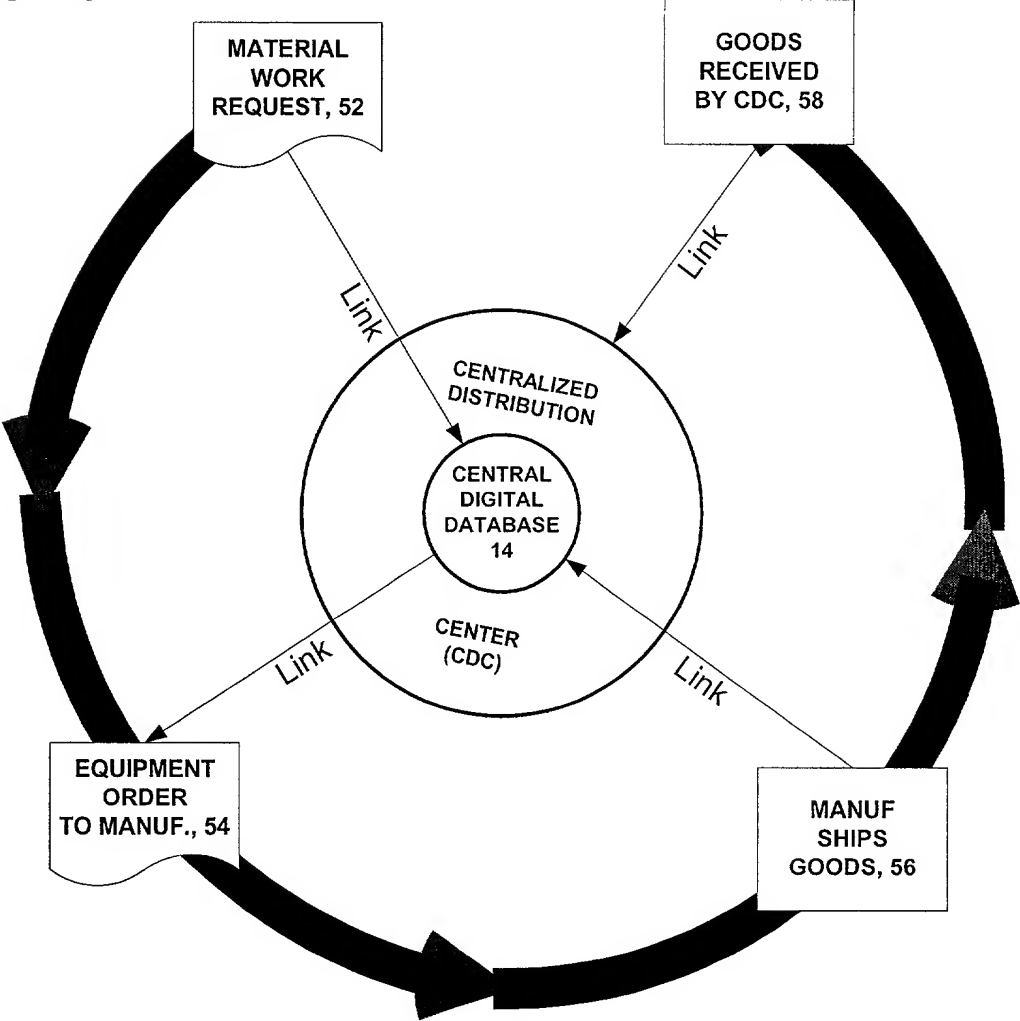 MATERIAL
WORK
REQUEST, 52
GOODS
RECEIVED
BY CDC, 58
Link
Link
CENTRALIZED
DISTRIBUTION
CENTRAL
DIGITAL
DATABASE
14
CENTER
(CDC)
Link
Link
EQUIPMENT
ORDER
TO MANUF., 54
MANUF
SHIPS
GOODS, 56